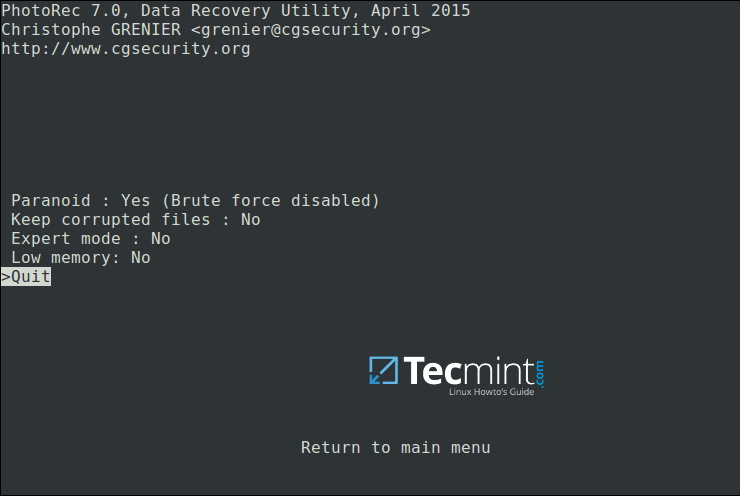 PhotoRec 7.0, Data Recovery Utility, April 2015
Christophe GRENIER <grenier@cgsecurity.org>
http://www.cgsecurity.org
Paranoid : Yes (Brute force disabled)
Keep corrupted files : No
Expert mode : No
Low memory: No
>Quit
Tecmint.com
Linux Howto's Guide
Return to main menu